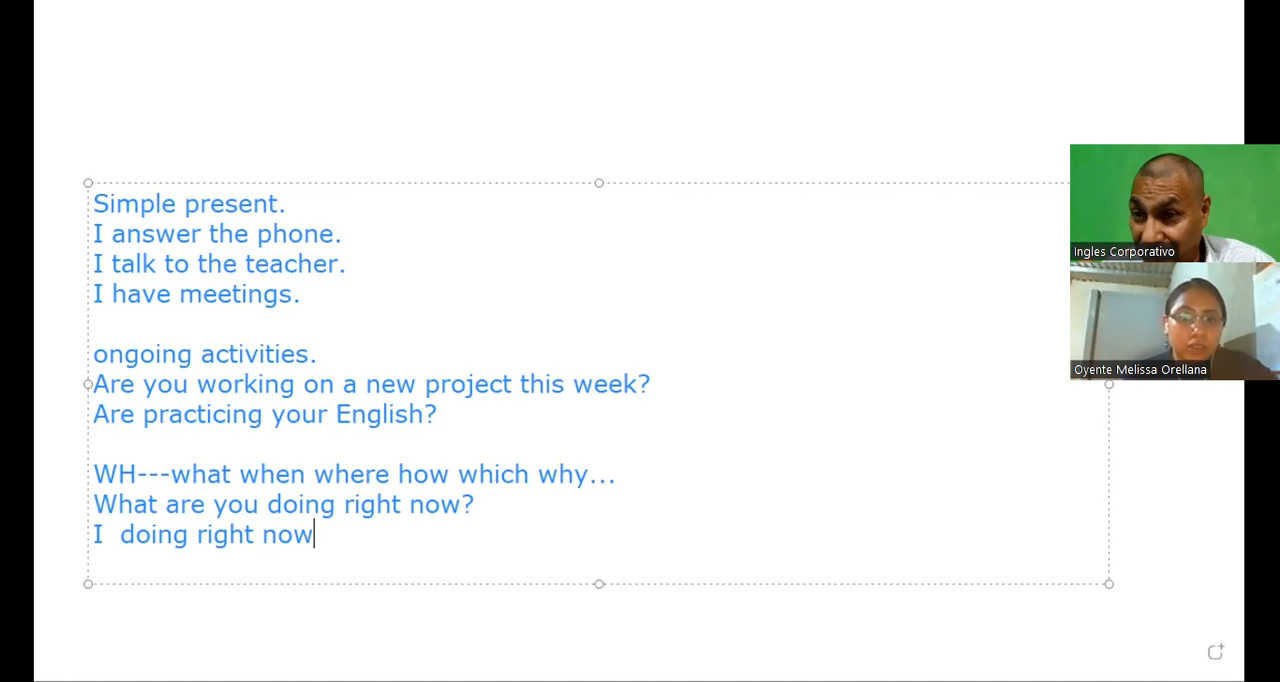 Simple present.
I answer the phone.
I talk to the teacher.
I have meetings.
ongoing activities.
Are you working on a new project this week?
Are practicing your English?
WH---what when where how which why...
What are you doing right now?
I  doing right now
Ingles Corporativo
Oyente Melissa Orellana